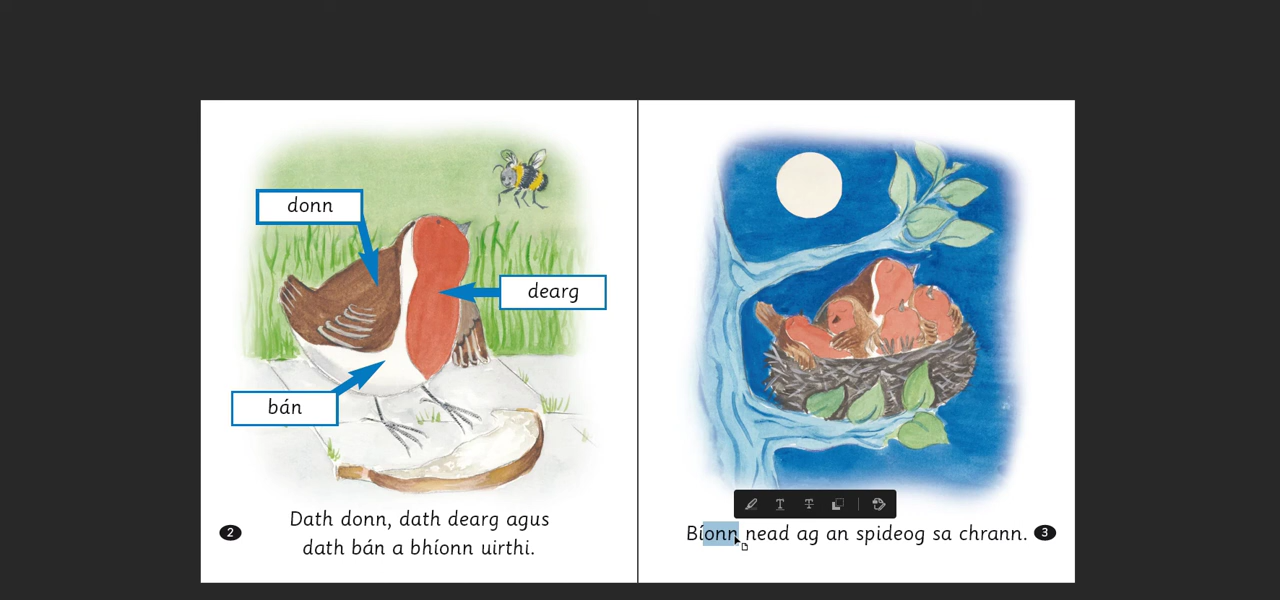 donn
dearg
bán
Dath donn, dath dearg agus
dath bán a bhíonn uirthi.
2
Bíonn nead ag an spideog sa chrann.
3